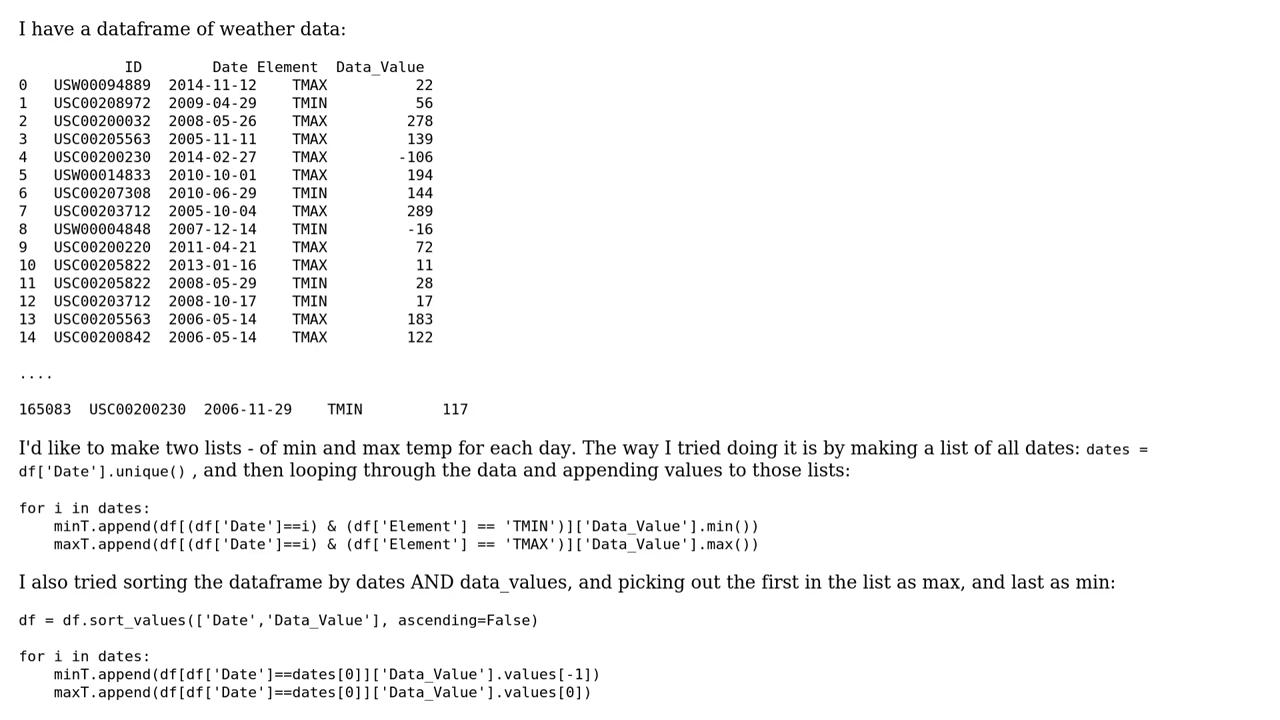 I have a dataframe of weather data:
            ID        Date Element  Data_Value
0   USW00094889  2014-11-12    TMAX          22
1   USC00208972  2009-04-29    TMIN          56
2   USC00200032  2008-05-26    TMAX         278
3   USC00205563  2005-11-11    TMAX         139
4   USC00200230  2014-02-27    TMAX        -106
5   USW00014833  2010-10-01    TMAX         194
6   USC00207308  2010-06-29    TMIN         144
7   USC00203712  2005-10-04    TMAX         289
8   USW00004848  2007-12-14    TMIN         -16
9   USC00200220  2011-04-21    TMAX          72
10  USC00205822  2013-01-16    TMAX          11
11  USC00205822  2008-05-29    TMIN          28
12  USC00203712  2008-10-17    TMIN          17
13  USC00205563  2006-05-14    TMAX         183
14  USC00200842  2006-05-14    TMAX         122
....
165083  USC00200230  2006-11-29    TMIN         117
I'd like to make two lists - of min and max temp for each day. The way I tried doing it is by making a list of all dates: dates =
df['Date'].unique() , and then looping through the data and appending values to those lists:
for i in dates:
    minT.append(df[(df['Date']==i) & (df['Element'] == 'TMIN')]['Data_Value'].min())
    maxT.append(df[(df['Date']==i) & (df['Element'] == 'TMAX')]['Data_Value'].max())
I also tried sorting the dataframe by dates AND data_values, and picking out the first in the list as max, and last as min:
df = df.sort_values(['Date','Data_Value'], ascending=False)
for i in dates:
    minT.append(df[df['Date']==dates[0]]['Data_Value'].values[-1])
    maxT.append(df[df['Date']==dates[0]]['Data_Value'].values[0])